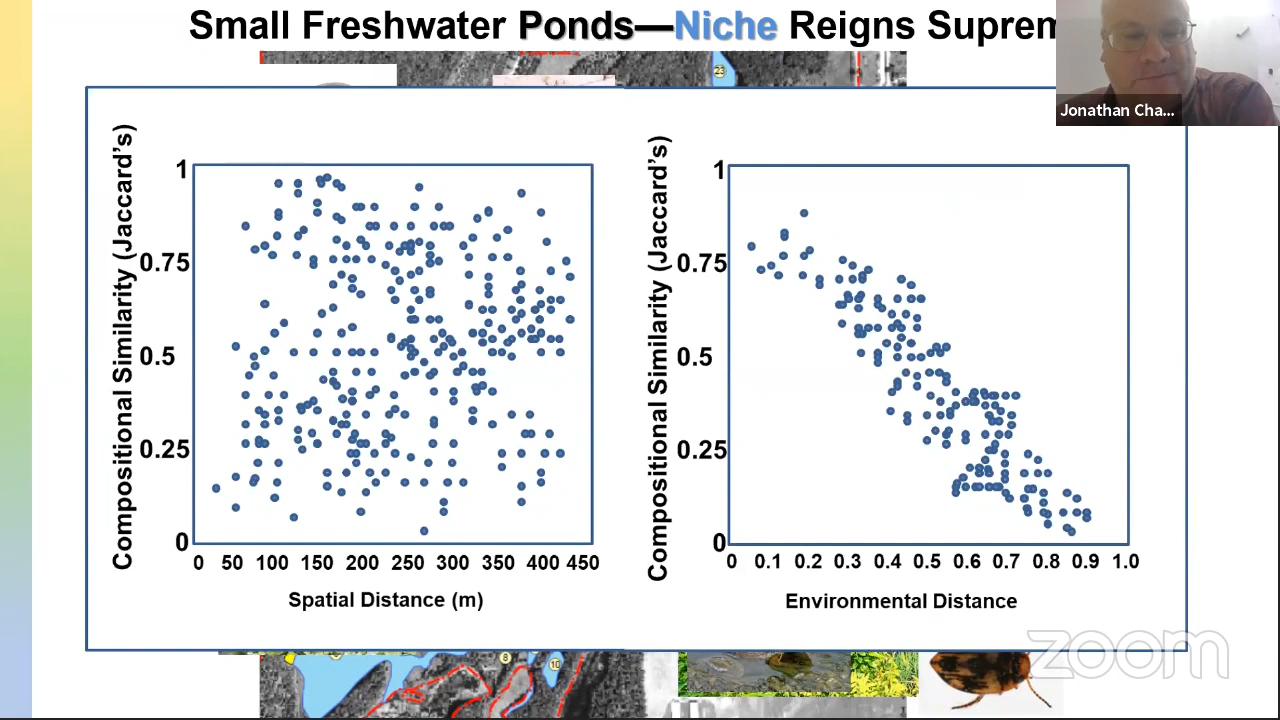 Small Freshwater Ponds—Niche Reigns Suprem
Jonathan Cha...
23
Compositional Similarity (Jaccard's)
1
0.75
0.5
0.25
0
0 50 100 150 200 250 300 350 400 450
Spatial Distance (m)
Compositional Similarity (Jaccard's)
1
0.75
0.5
0.25
0
0 0.1 0.2 0.3 0.4 0.5 0.6 0.7 0.8 0.9 1.0
Environmental Distance
zoom
8
10